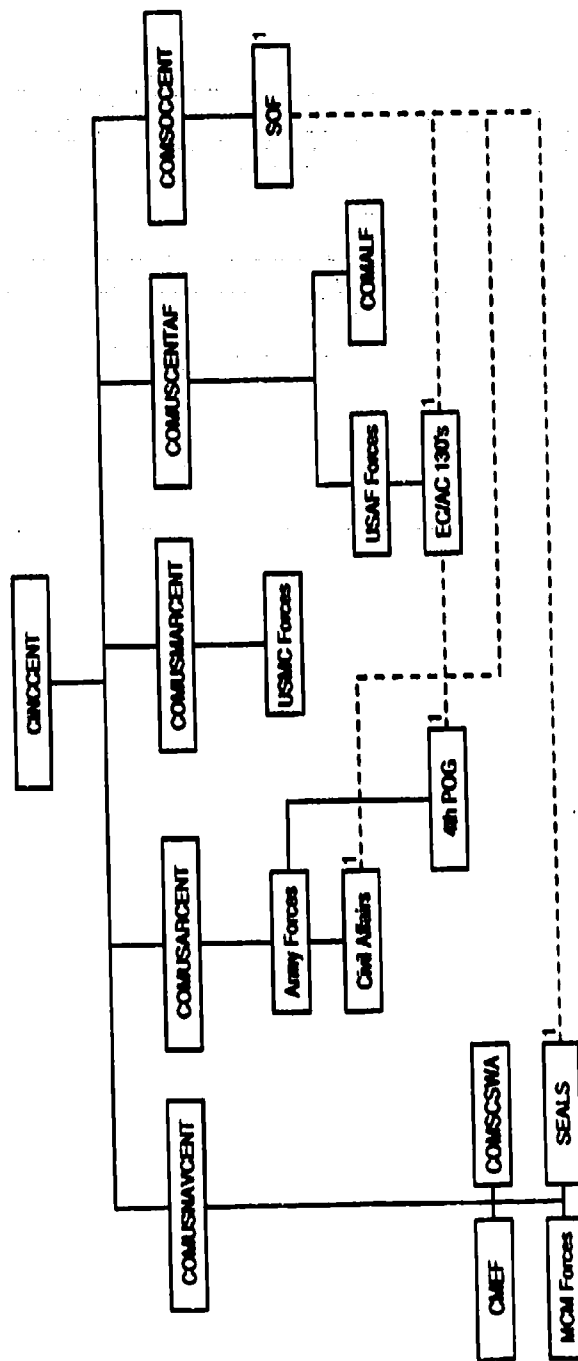 CINCCENT
COMUSNAVCENT
COMUSARCENT
COMUSMARCENT
COMUSCENTAF
COMSOCCENT
Army Forces
USMC Forces
SOF
1
Civil Affairs
1
USAF Forces
COMALF
4th POG
1
EC/AC 130's
1
CMEF
COMSCSWA
MCM Forces
SEALS
1